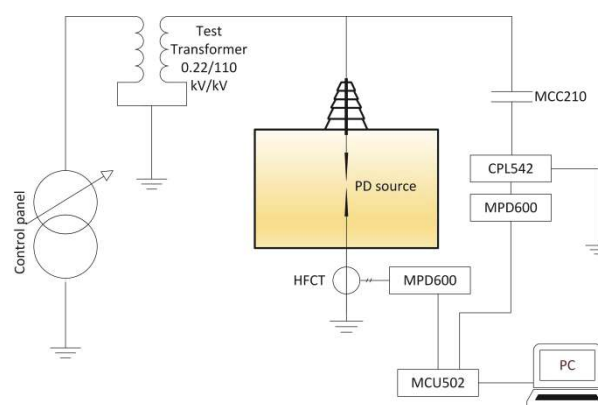 Test
Transformer
0.22/110
kV/kV
MCC210
CPL542
PD source
MPD600
Control panel
HFCT
MPD600
PC
MCU502